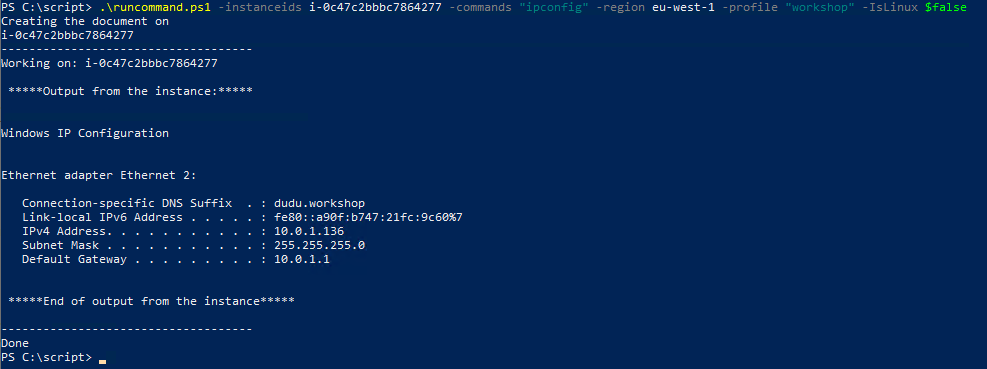 PS C:\script> .\runcommand.ps1 -instanceids i-0c47c2bbbc7864277 -commands "ipconfig" -region eu-west-1 -profile "workshop" -IsLinux $false
Creating the document on
i-0c47c2bbbc7864277
------------------------------------
Working on: i-0c47c2bbbc7864277
*****Output from the instance:*****
Windows IP Configuration
Ethernet adapter Ethernet 2:
Connection-specific DNS Suffix  . : dudu.workshop
Link-local IPv6 Address . . . . . : fe80::a90f:b747:21fc:9c60%7
IPv4 Address. . . . . . . . . . . : 10.0.1.136
Subnet Mask . . . . . . . . . . . : 255.255.255.0
Default Gateway . . . . . . . . . : 10.0.1.1
*****End of output from the instance*****
------------------------------------
Done
PS C:\script>